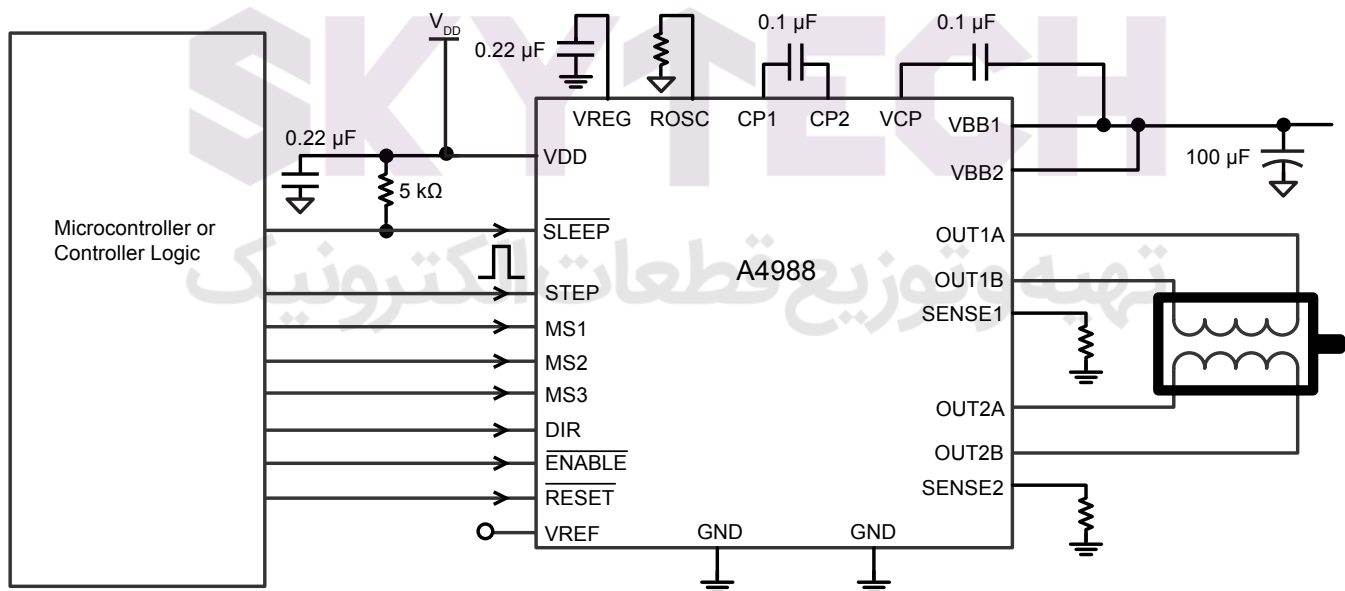 SKYTECH
تهیه و توزیع قطعات الکترونیک
VDD
0.22 µF
0.1 µF
0.1 µF
VREG
ROSC
CP1
CP2
VCP
VBB1
VBB2
100 µF
0.22 µF
VDD
5 kΩ
Microcontroller or
Controller Logic
SLEEP
A4988
OUT1A
OUT1B
STEP
SENSE1
MS1
MS2
MS3
OUT2A
DIR
OUT2B
ENABLE
SENSE2
RESET
VREF
GND
GND